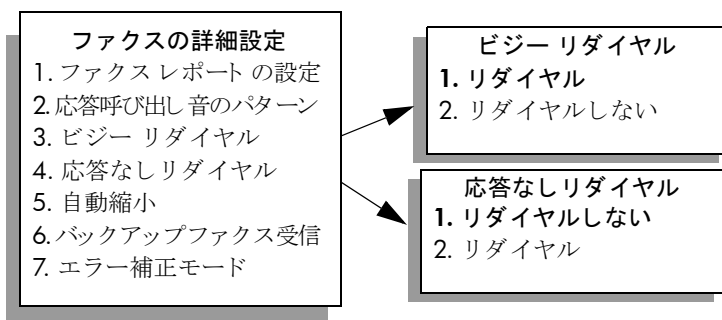 ファクスの詳細設定
1. ファクス レポート の設定
2. 応答呼び出し 音のパターン
3. ビジー リダイヤル
4. 応答なしリダイヤル
5. 自動縮小
6. バックアップファクス受信
7. エラー補正モード
ビジー リダイヤル
1. リダイヤル
2. リダイヤルしない
応答なしリダイヤル
1. リダイヤルしない
2. リダイヤル